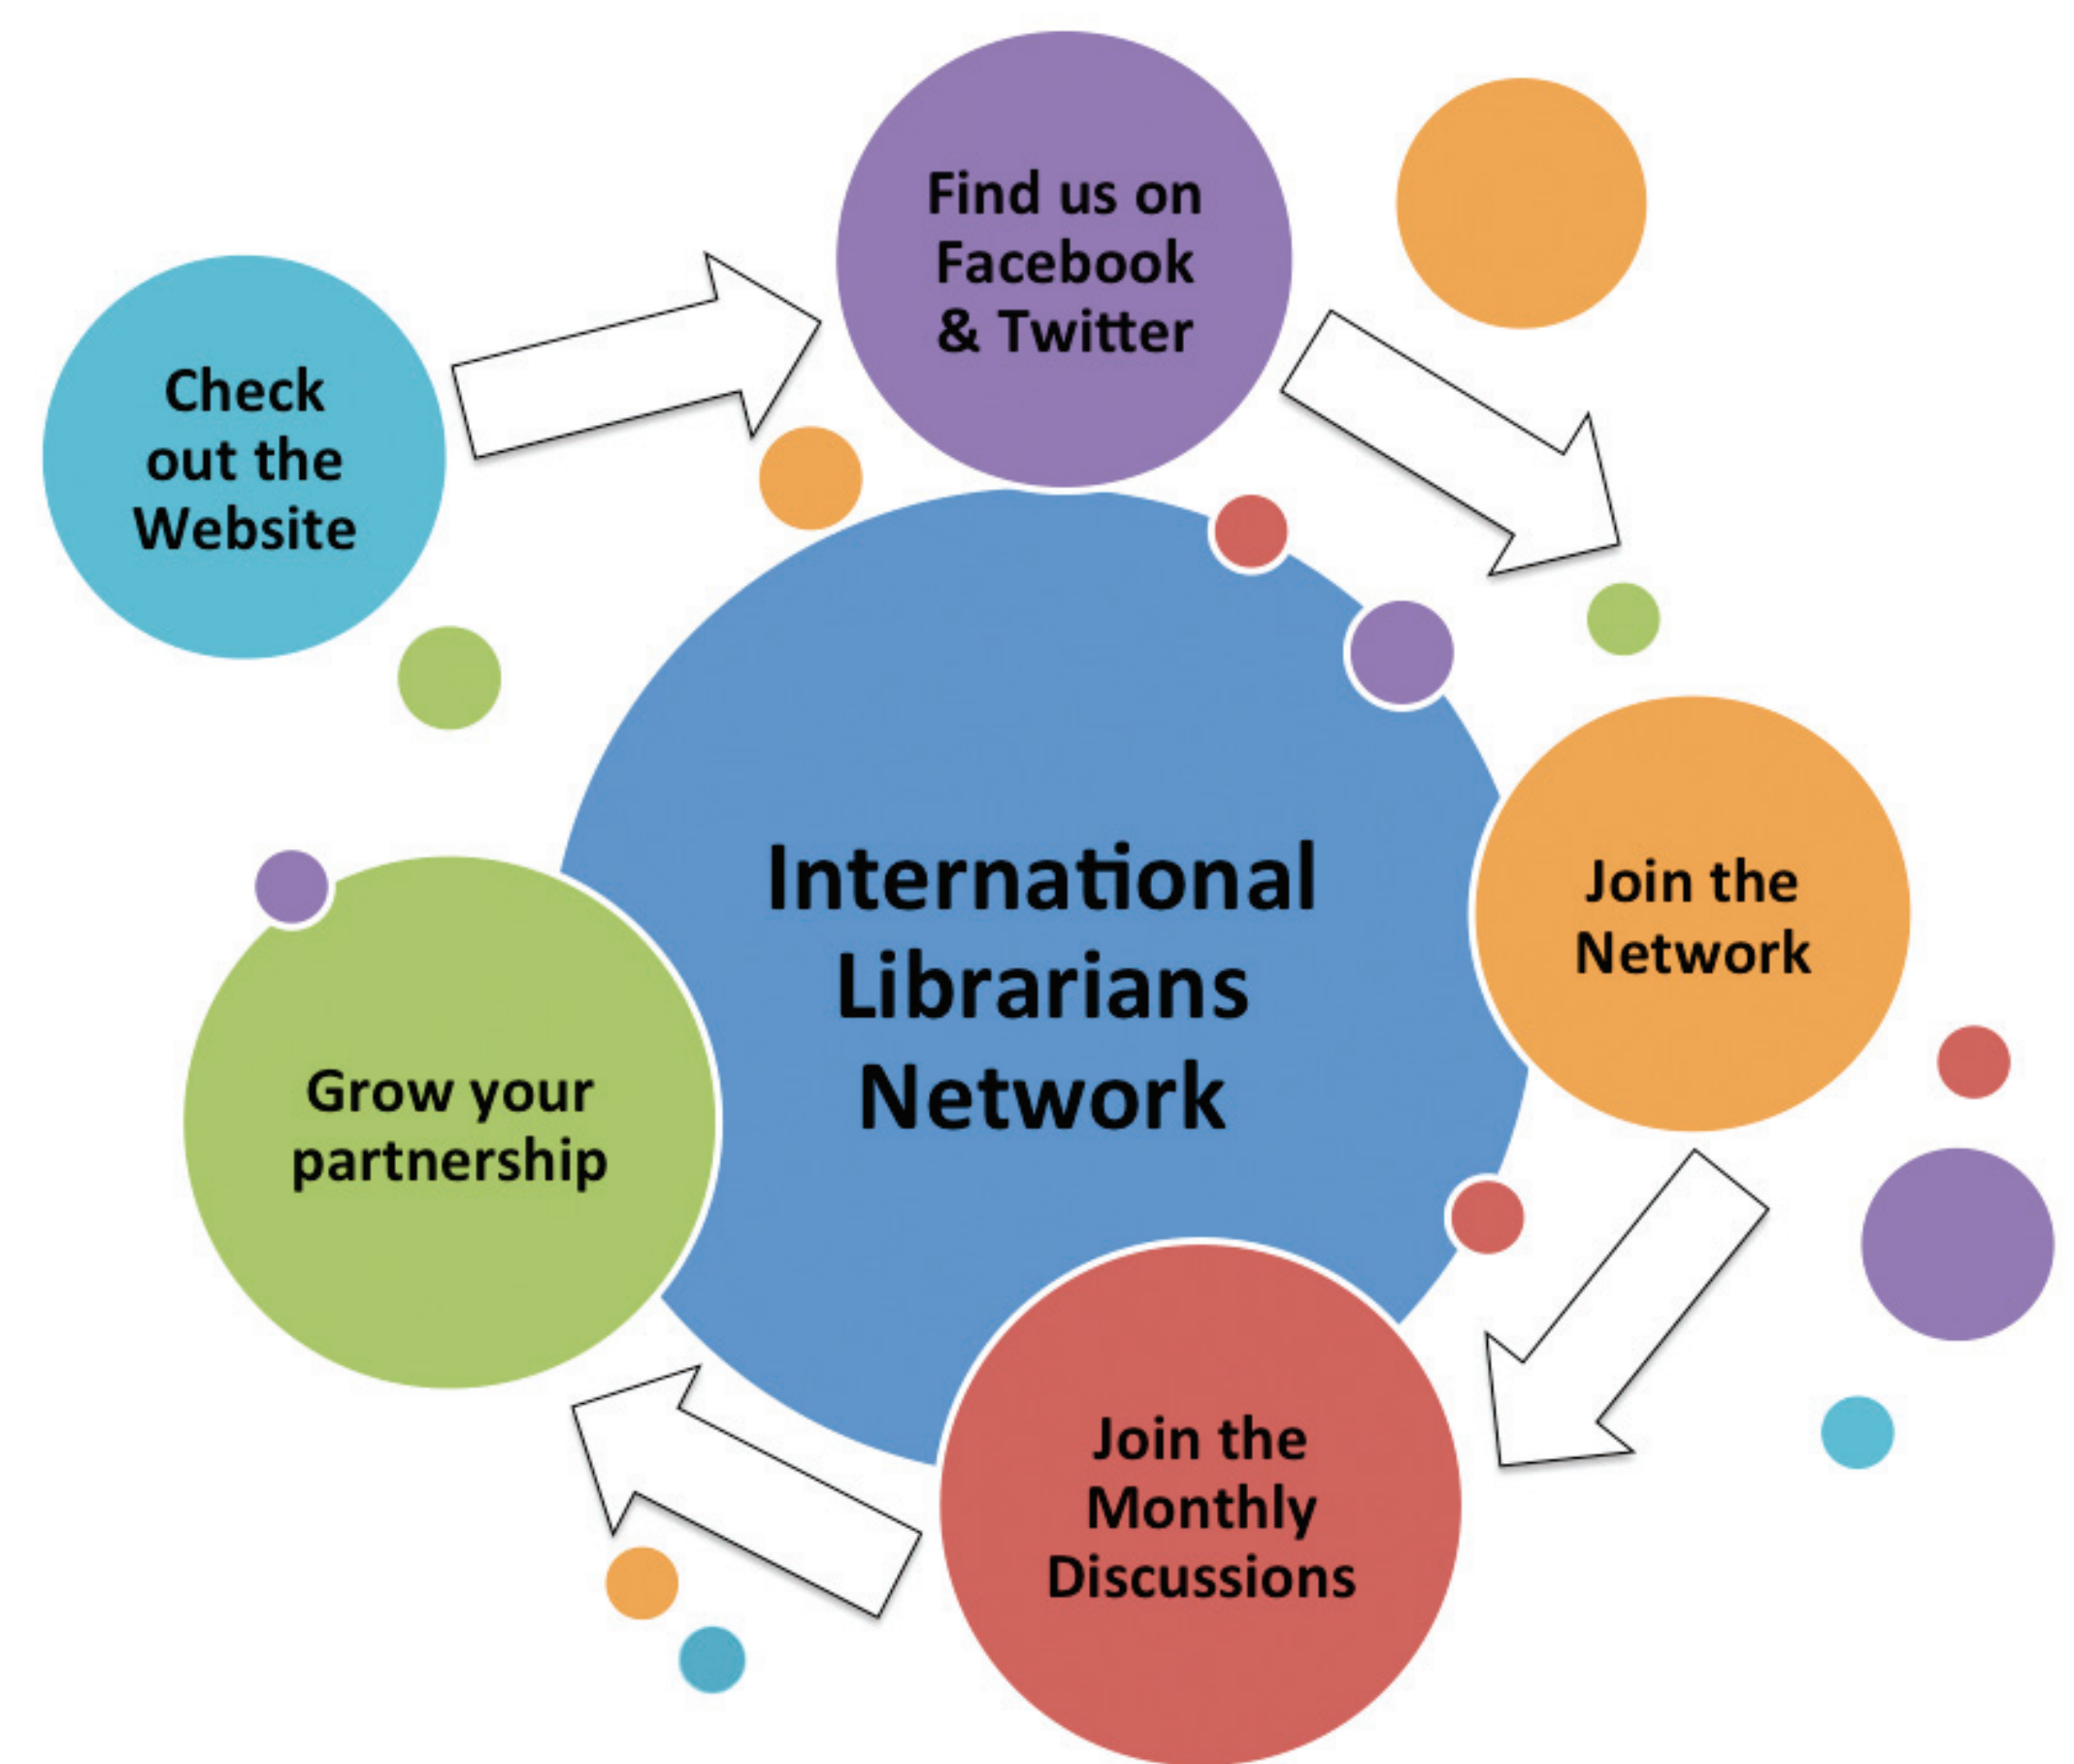 Check
out the
Website
Find us on
Facebook
& Twitter
Join the
Network
Join the
Monthly
Discussions
Grow your
partnership
International
Librarians
Network